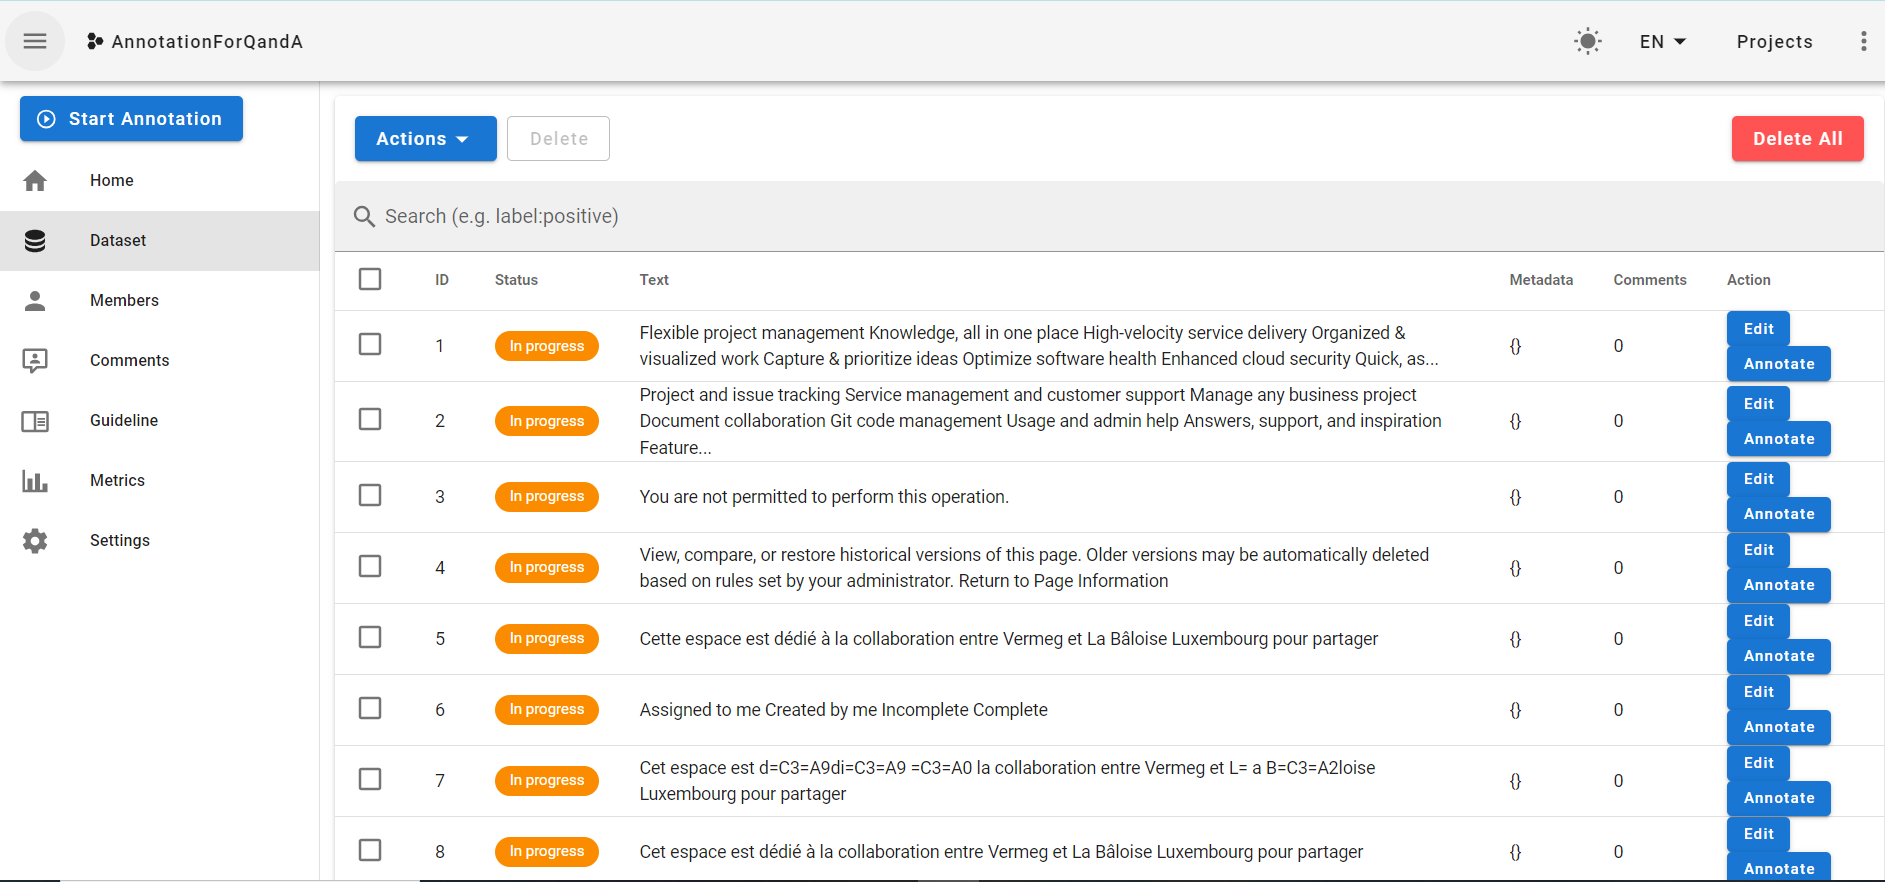 AnnotationForQandA
EN
Projects
Start Annotation
Home
Dataset
Members
Comments
Guideline
Metrics
Settings
Actions
Delete
Delete All
Search (e.g. label:positive)
ID Status Text Metadata Comments Action
1 In progress Flexible project management Knowledge, all in one place High-velocity service delivery Organized &
visualized work Capture & prioritize ideas Optimize software health Enhanced cloud security Quick, as...
{} 0 Edit
Annotate
2 In progress Project and issue tracking Service management and customer support Manage any business project
Document collaboration Git code management Usage and admin help Answers, support, and inspiration
Feature...
{} 0 Edit
Annotate
3 In progress You are not permitted to perform this operation. {} 0 Edit
Annotate
4 In progress View, compare, or restore historical versions of this page. Older versions may be automatically deleted
based on rules set by your administrator. Return to Page Information
{} 0 Edit
Annotate
5 In progress Cette espace est dédié à la collaboration entre Vermeg et La Bâloise Luxembourg pour partager {} 0 Edit
Annotate
6 In progress Assigned to me Created by me Incomplete Complete {} 0 Edit
Annotate
7 In progress Cet espace est d=C3=A9di=C3=A9 =C3=A0 la collaboration entre Vermeg et L= a B=C3=A2loise
Luxembourg pour partager
{} 0 Edit
Annotate
8 In progress Cet espace est dédié à la collaboration entre Vermeg et La Bâloise Luxembourg pour partager {} 0 Edit
Annotate